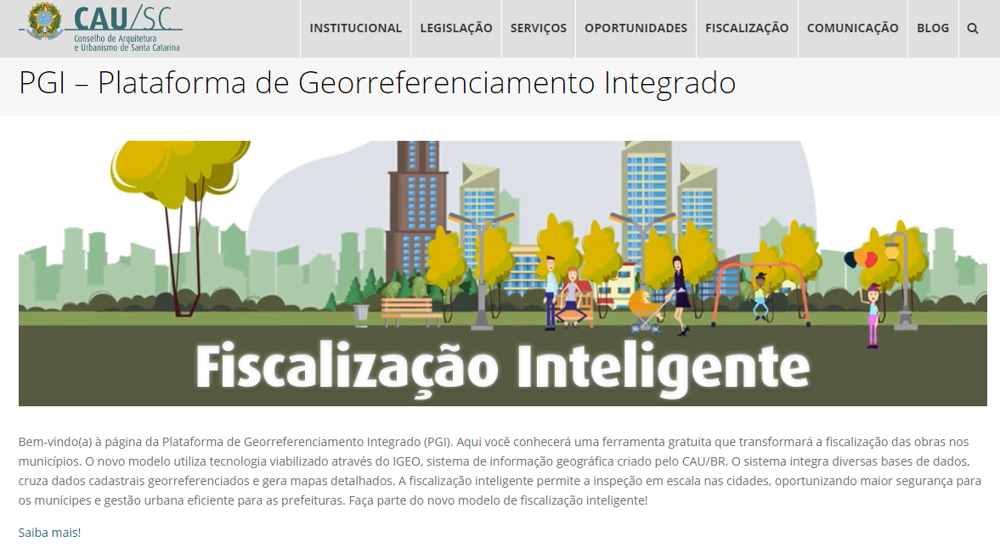 CAU/SC
Conselho de Arquitetura
e Urbanismo de Santa Catarina
INSTITUCIONAL
LEGISLAÇÃO
SERVIÇOS
OPORTUNIDADES
FISCALIZAÇÃO
COMUNICAÇÃO
BLOG
PGI – Plataforma de Georreferenciamento Integrado
Fiscalização Inteligente
Bem-vindo(a) à página da Plataforma de Georreferenciamento Integrado (PGI). Aqui você conhecerá uma ferramenta gratuita que transformará a fiscalização das obras nos
municípios. O novo modelo utiliza tecnologia viabilizado através do IGEO, sistema de informação geográfica criado pelo CAU/BR. O sistema integra diversas bases de dados,
cruza dados cadastrais georreferenciados e gera mapas detalhados. A fiscalização inteligente permite a inspeção em escala nas cidades, oportunizando maior segurança para
os munícipes e gestão urbana eficiente para as prefeituras. Faça parte do novo modelo de fiscalização inteligente!
Saiba mais!